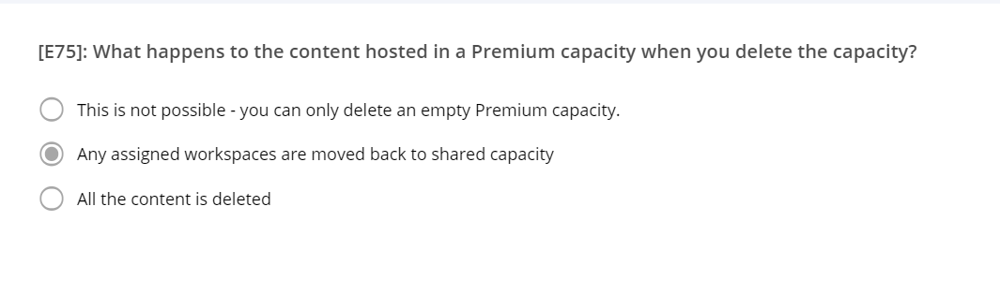 [E75]: What happens to the content hosted in a Premium capacity when you delete the capacity?
This is not possible - you can only delete an empty Premium capacity.
Any assigned workspaces are moved back to shared capacity
All the content is deleted